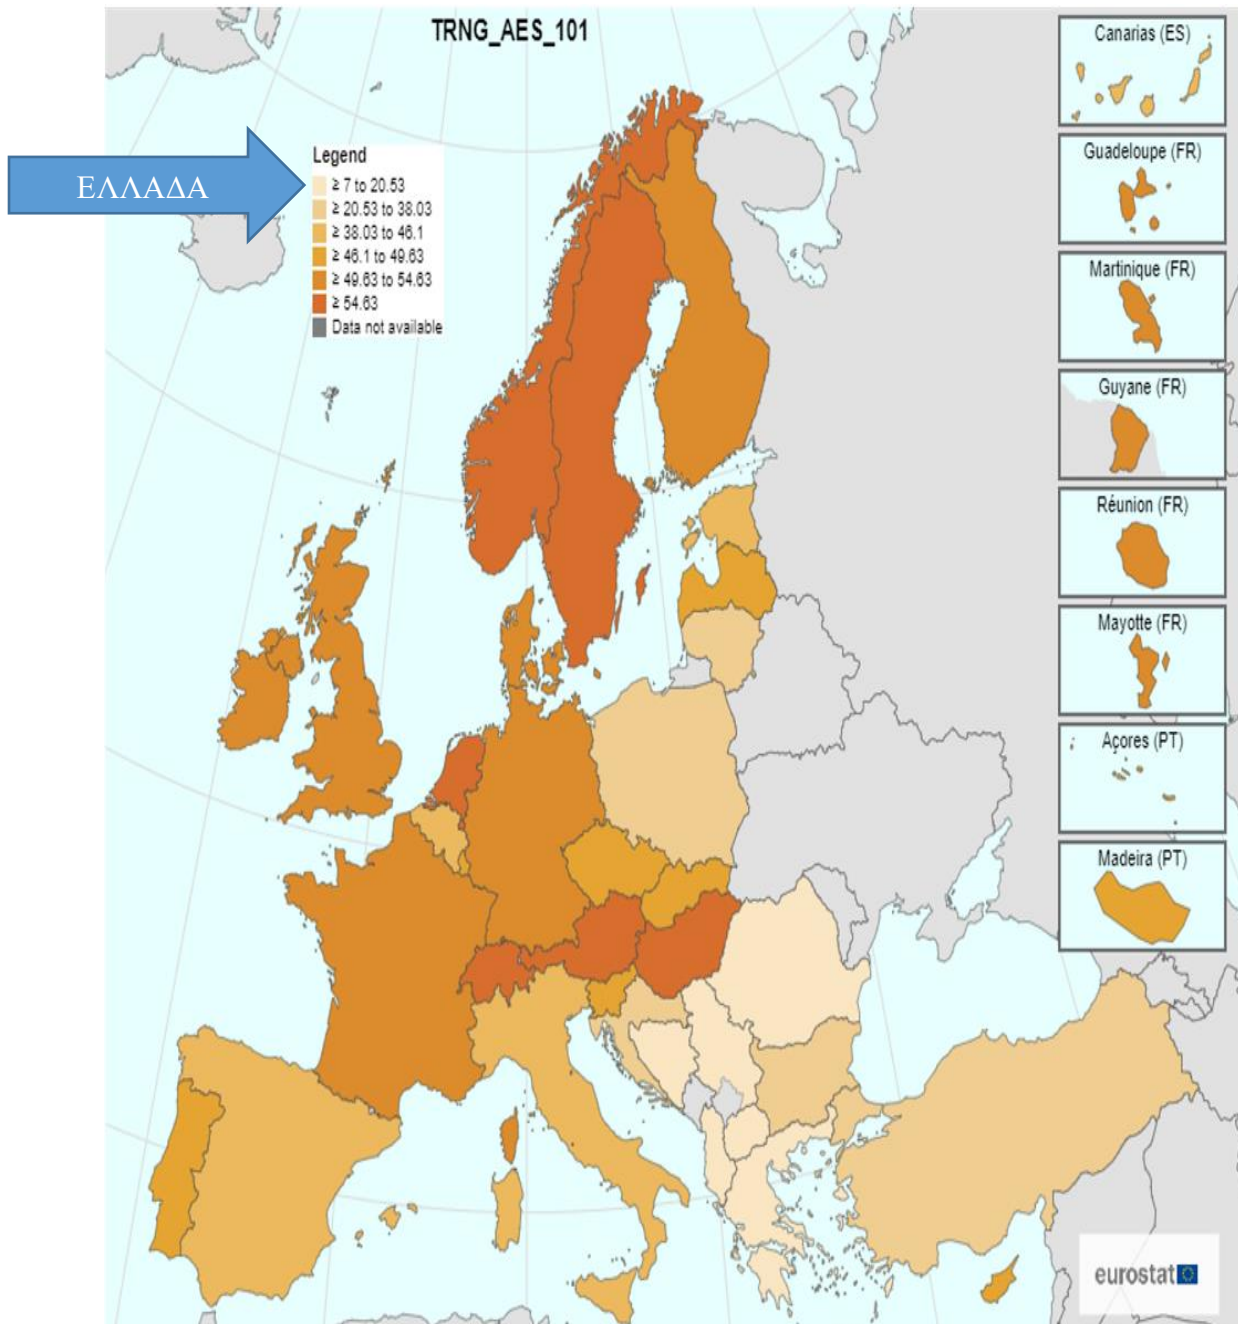 TRNG_AES_101
ΕΛΛΑΔΑ
Legend
≥ 7 to 20.53
≥ 20.53 to 38.03
≥ 38.03 to 46.1
≥ 46.1 to 49.63
≥ 49.63 to 54.63
≥ 54.63
Data not available
Canarias (ES)
Guadeloupe (FR)
Martinique (FR)
Guyane (FR)
Réunion (FR)
Mayotte (FR)
Açores (PT)
Madeira (PT)
eurostat